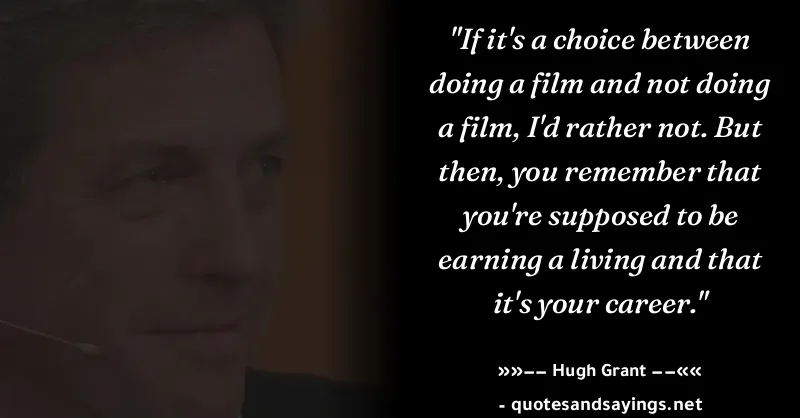 "If it's a choice between
doing a film and not doing
a film, I'd rather not. But
then, you remember that
you're supposed to be
earning a living and that
it's your career."
»»−− Hugh Grant −−««
- quotesandsayings.net